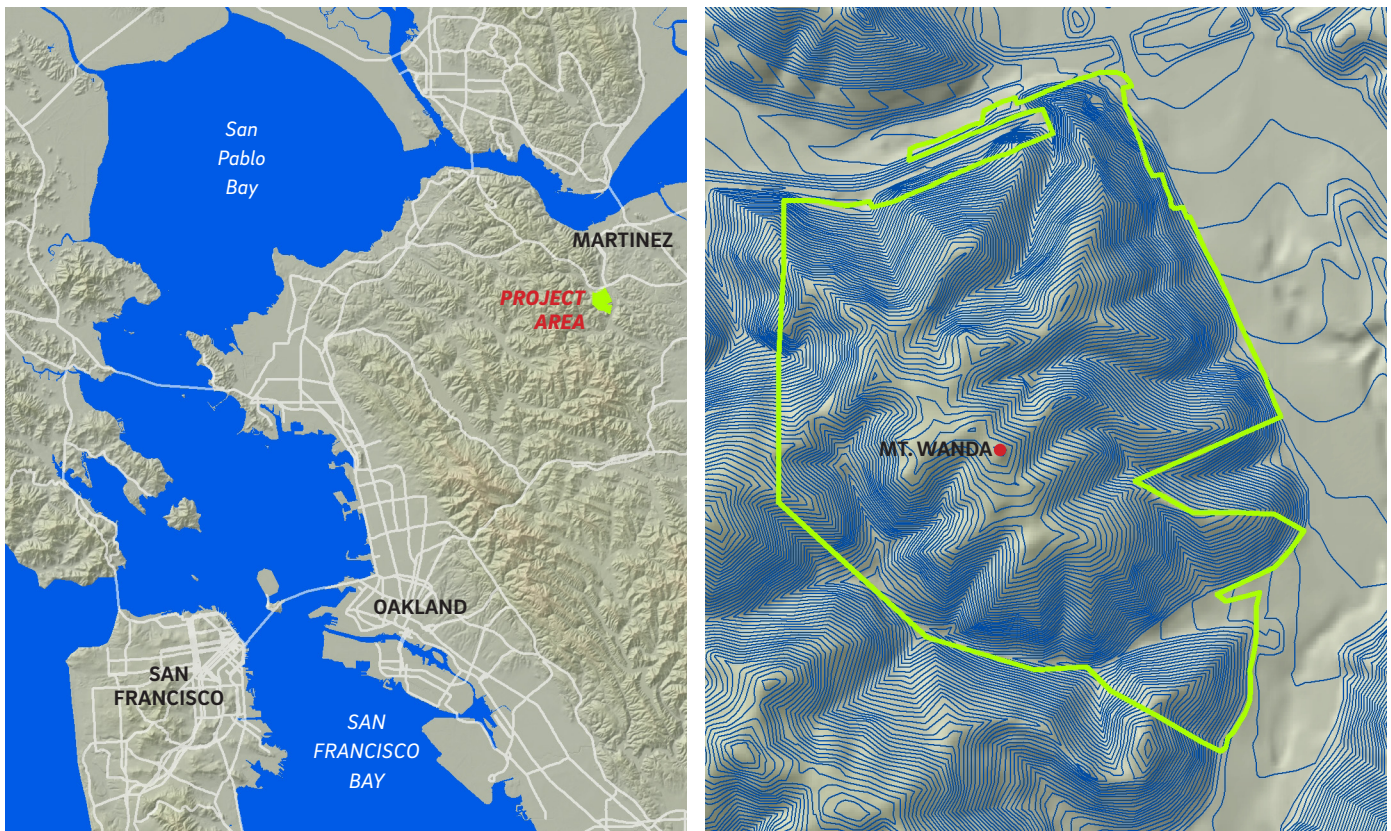 San
Pablo
Bay
MARTINEZ
PROJECT
AREA
OAKLAND
SAN
FRANCISCO
SAN
FRANCISCO
BAY
MT. WANDA